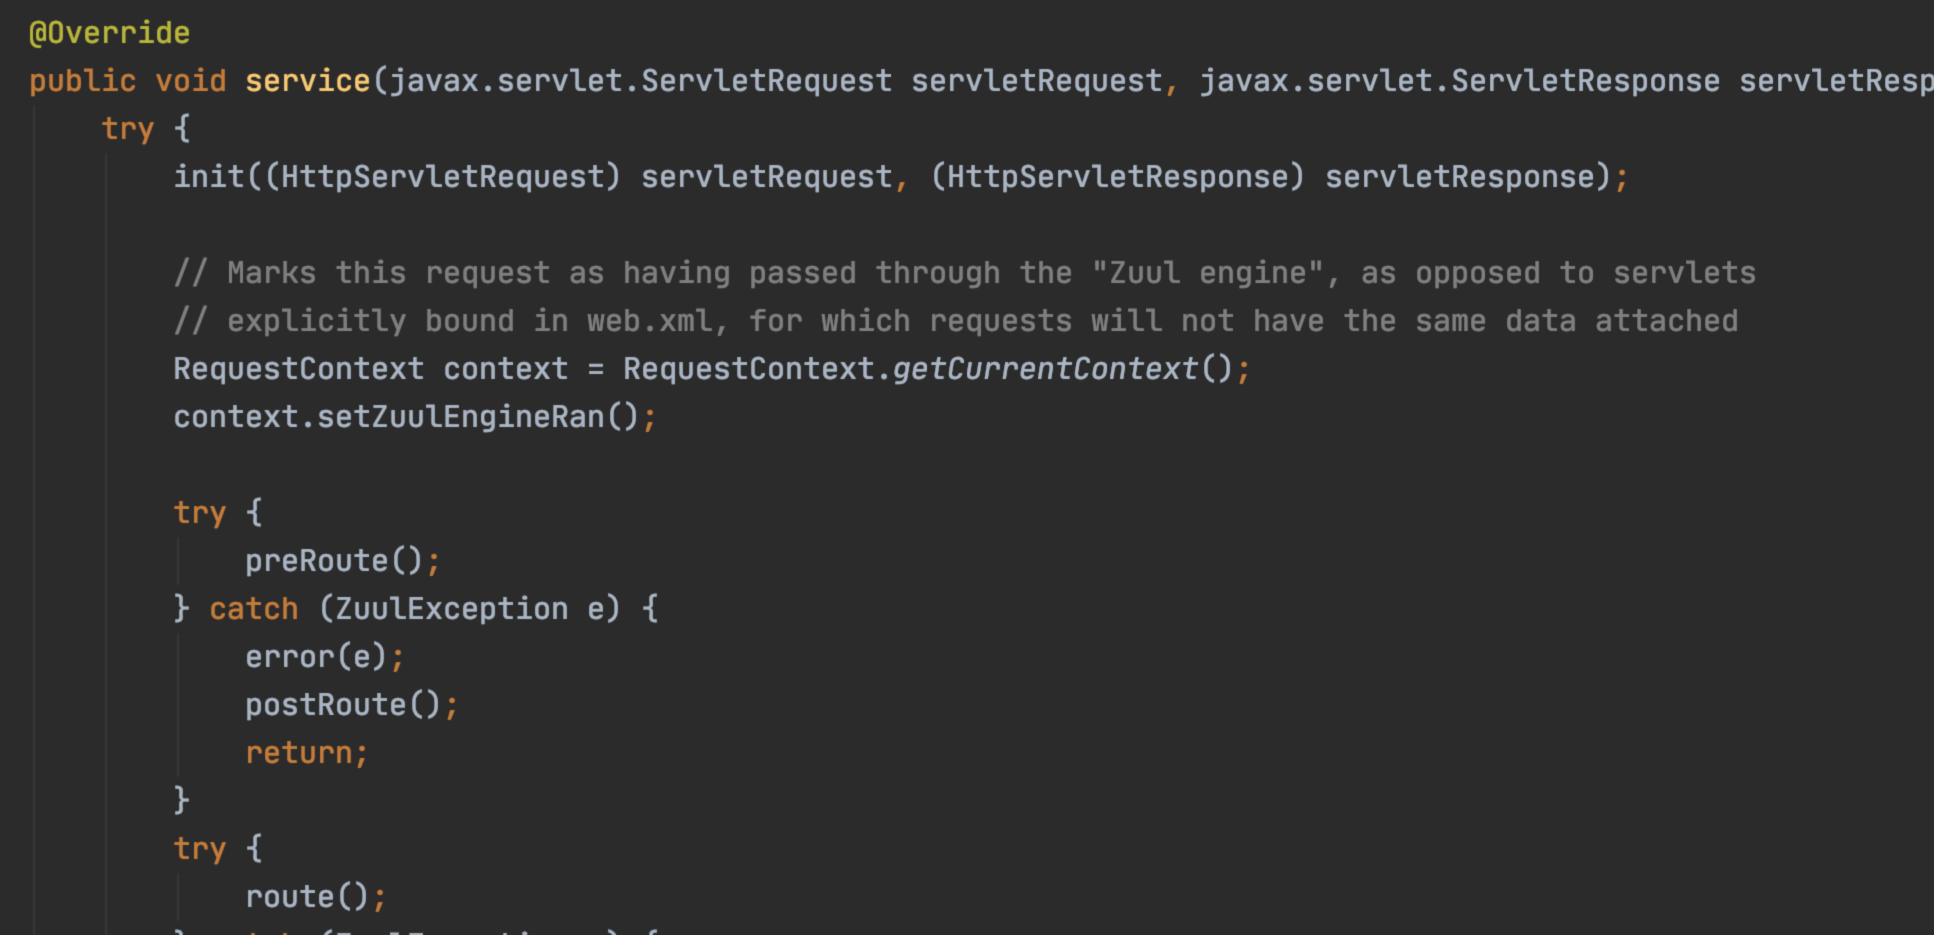 @Override
public void service(javax.servlet.ServletRequest servletRequest, javax.servlet.ServletResponse servletResp
try {
init((HttpServletRequest) servletRequest, (HttpServletResponse) servletResponse);
// Marks this request as having passed through the "Zuul engine", as opposed to servlets
// explicitly bound in web.xml, for which requests will not have the same data attached
RequestContext context = RequestContext.getCurrentContext();
context.setZuulEngineRan();
try {
preRoute();
} catch (ZuulException e) {
error(e);
postRoute();
return;
}
try {
route();